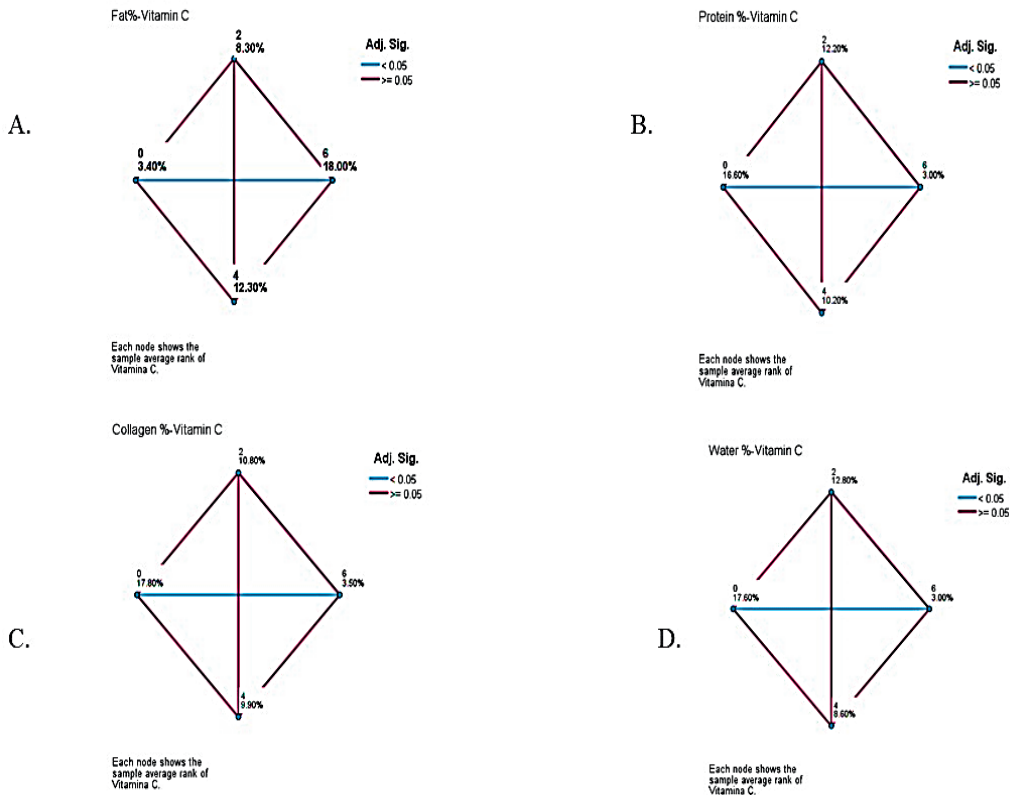 A.
Fat%-Vitamin C
Adj. Sig.
< 0.05
>= 0.05
2
8.30%
0
3.40%
6
18.00%
4
12.30%
Each node shows the
sample average rank of
Vitamina C.
B.
Protein %-Vitamin C
Adj. Sig.
< 0.05
>= 0.05
2
12.20%
0
16.60%
6
3.00%
4
10.20%
Each node shows the
sample average rank of
Vitamina C.
C.
Collagen %-Vitamin C
Adj. Sig.
< 0.05
>= 0.05
2
10.80%
0
17.80%
6
3.50%
4
9.90%
Each node shows the
sample average rank of
Vitamina C.
D.
Water %-Vitamin C
Adj. Sig.
< 0.05
>= 0.05
2
12.80%
0
17.60%
6
3.00%
4
8.60%
Each node shows the
sample average rank of
Vitamina C.